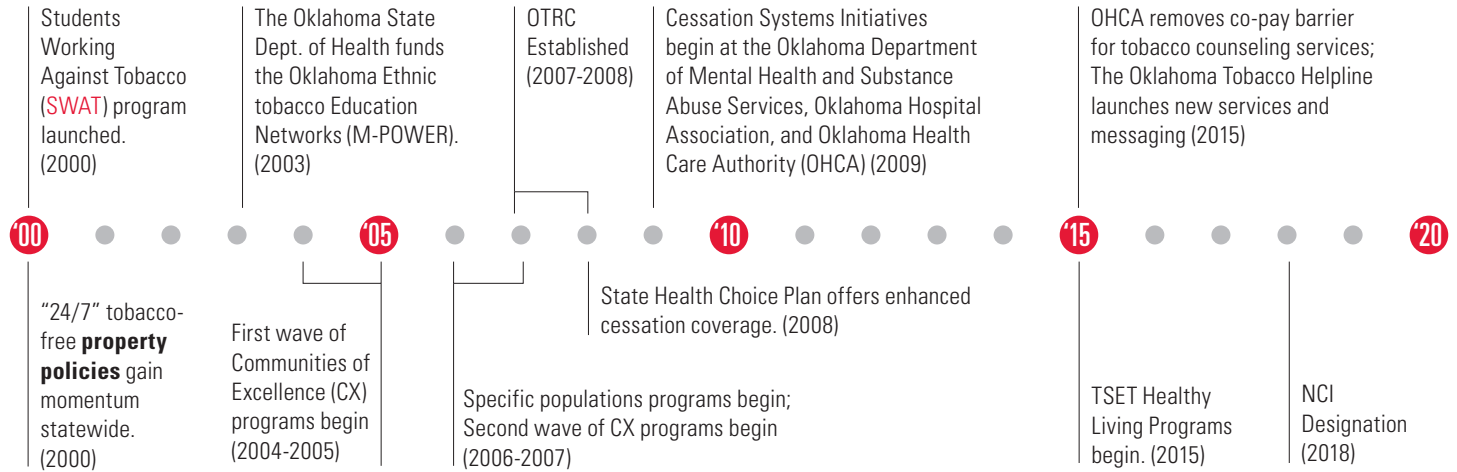 Students
Working
Against Tobacco
(SWAT) program
launched.
(2000)
The Oklahoma State
Dept. of Health funds
the Oklahoma Ethnic
tobacco Education
Networks (M-POWER).
(2003)
OTRC
Established
(2007-2008)
Cessation Systems Initiatives
begin at the Oklahoma Department
of Mental Health and Substance
Abuse Services, Oklahoma Hospital
Association, and Oklahoma Health
Care Authority (OHCA) (2009)
OHCA removes co-pay barrier
for tobacco counseling services;
The Oklahoma Tobacco Helpline
launches new services and
messaging (2015)
‘00
‘05
‘10
‘15
‘20
“24/7” tobacco-
free property
policies gain
momentum
statewide.
(2000)
First wave of
Communities of
Excellence (CX)
programs begin
(2004-2005)
Specific populations programs begin;
Second wave of CX programs begin
(2006-2007)
State Health Choice Plan offers enhanced
cessation coverage. (2008)
TSET Healthy
Living Programs
begin. (2015)
NCI
Designation
(2018)